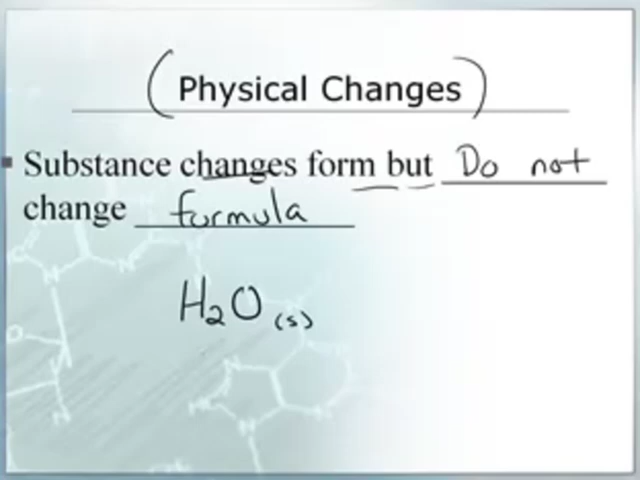 (Physical Changes)
Substance changes form but Do not
change formula
H₂O (s)